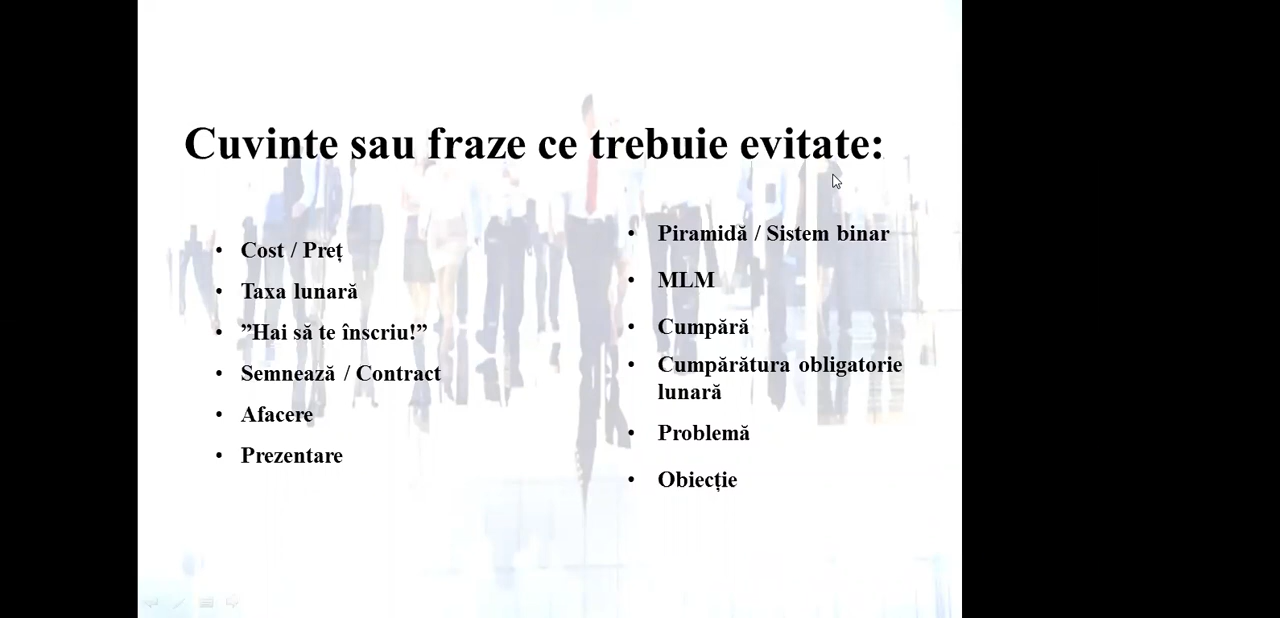 Cuvinte sau fraze ce trebuie evitate:
• Cost / Preț
• Taxa lunară
• ”Hai să te înscriu!”
• Semnează / Contract
• Afacere
• Prezentare
• Piramidă / Sistem binar
• MLM
• Cumpără
• Cumpărătura obligatorie
lunară
• Problemă
• Obiecție